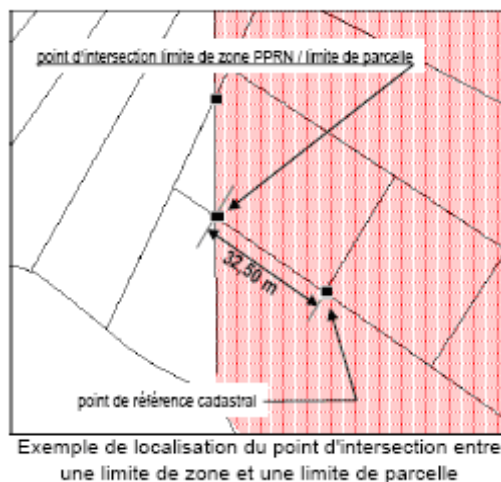 point d'intersection limite de zone PPRN / limite de parcelle
32,50 m
point de référence cadastral
Exemple de localisation du point d'intersection entre
une limite de zone et une limite de parcelle